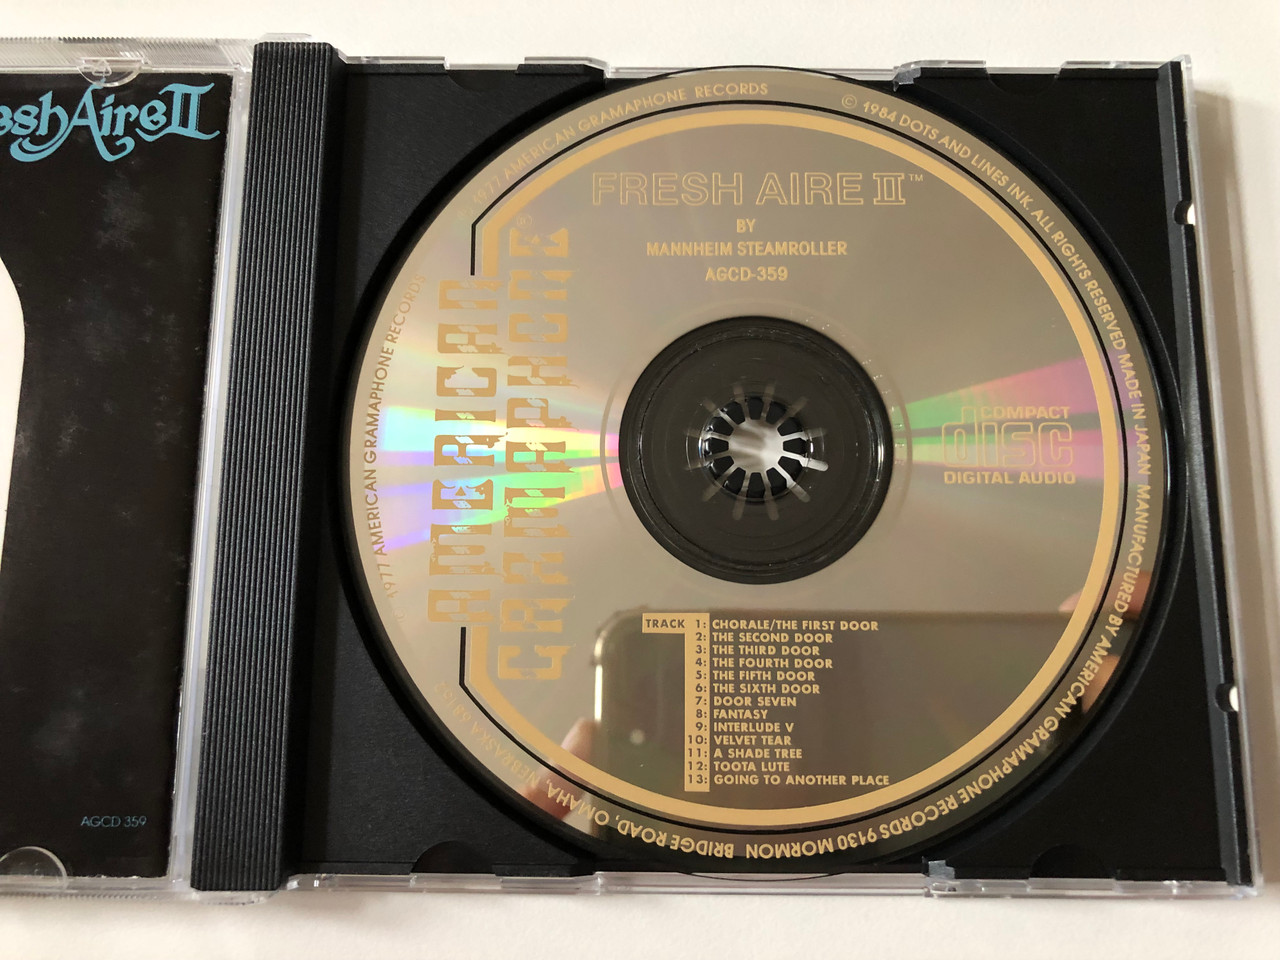 eshAire II
AGCD 359
FRESH AIRE II™
BY
MANNHEIM STEAMROLLER
AGCD-359
AMERICAN
GRAMAPHONE®
COMPACT
disc
DIGITAL AUDIO
TRACK 1: CHORALE/THE FIRST DOOR
2: THE SECOND DOOR
3: THE THIRD DOOR
4: THE FOURTH DOOR
5: THE FIFTH DOOR
6: THE SIXTH DOOR
7: DOOR SEVEN
8: FANTASY
9: INTERLUDE V
10: VELVET TEAR
11: A SHADE TREE
12: TOOTA LUTE
13: GOING TO ANOTHER PLACE
1977 AMERICAN GRAMAPHONE RECORDS
1977 AMERICAN GRAMAPHONE RECORDS
© 1984 DOTS AND LINES INK. ALL RIGHTS RESERVED MADE IN JAPAN MANUFACTURED BY AMERICAN GRAMAPHONE RECORDS 9130 MORMON BRIDGE ROAD, OMAHA, NEBRASKA